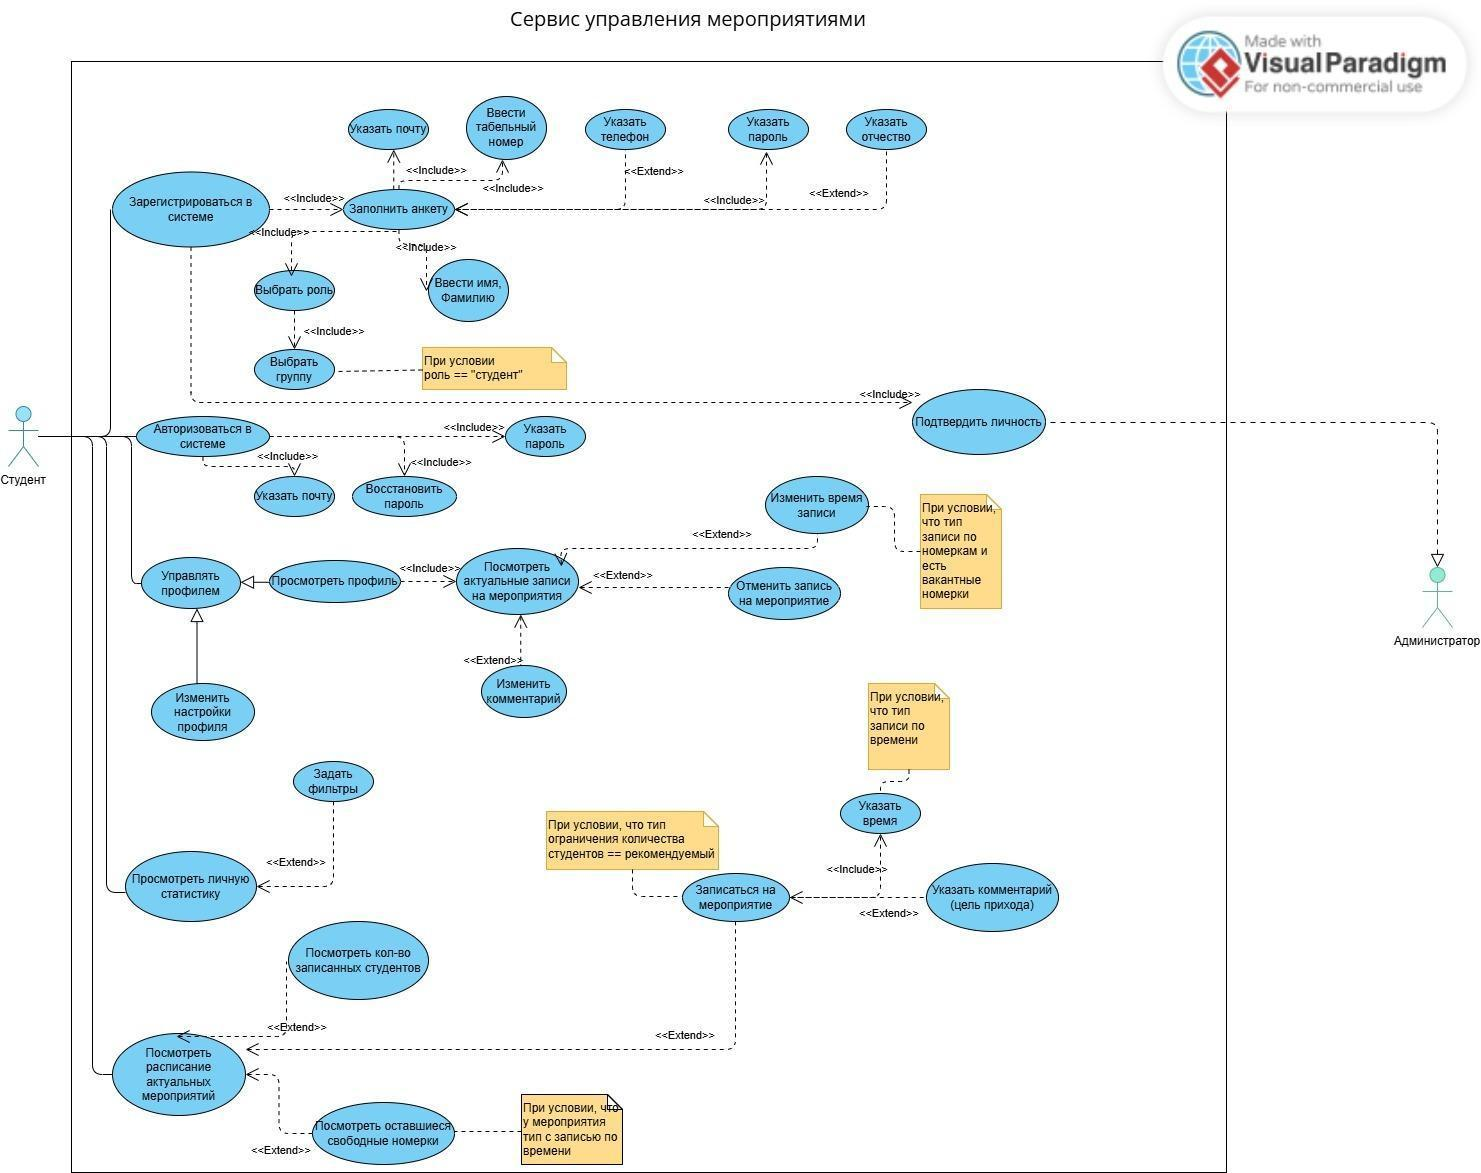 Сервис управления мероприятиями
Made with
Visual Paradigm
For non-commercial use
Указать почту
Ввести
табельный
номер
Указать
телефон
Указать
пароль
Указать
отчество
<<Include>>
<<Extend>>
<<Include>>
<<Extend>>
<<Include>>
<<Include>>
Зарегистрироваться в
системе
Заполнить анкету
<<Include>>
<<Include>>
Выбрать роль
Ввести имя,
Фамилию
<<Include>>
Выбрать
группу
При условии
роль == "студент"
<<Include>>
Подтвердить личность
Студент
Авторизоваться в
системе
<<Include>>
Указать
пароль
<<Include>>
<<Include>>
Указать почту
Восстановить
пароль
Изменить время
записи
При условии,
что тип
записи по
номеркам и
есть
вакантные
номерки
<<Extend>>
Управлять
профилем
Просмотреть профиль
<<Include>>
Посмотреть
актуальные записи
на мероприятия
<<Extend>>
Отменить запись
на мероприятие
Администратор
<<Extend>>
Изменить
комментарий
Изменить
настройки
профиля
При условии,
что тип
записи по
времени
Задать
фильтры
Указать
время
При условии, что тип
ограничения количества
студентов == рекомендуемый
<<Extend>>
<<Include>>
Просмотреть личную
статистику
Записаться на
мероприятие
Указать комментарий
(цель прихода)
<<Extend>>
Посмотреть кол-во
записанных студентов
<<Extend>>
<<Extend>>
Посмотреть
расписание
актуальных
мероприятий
Посмотреть оставшиеся
свободные номерки
<<Extend>>
При условии, что
у мероприятия
тип с записью по
времени